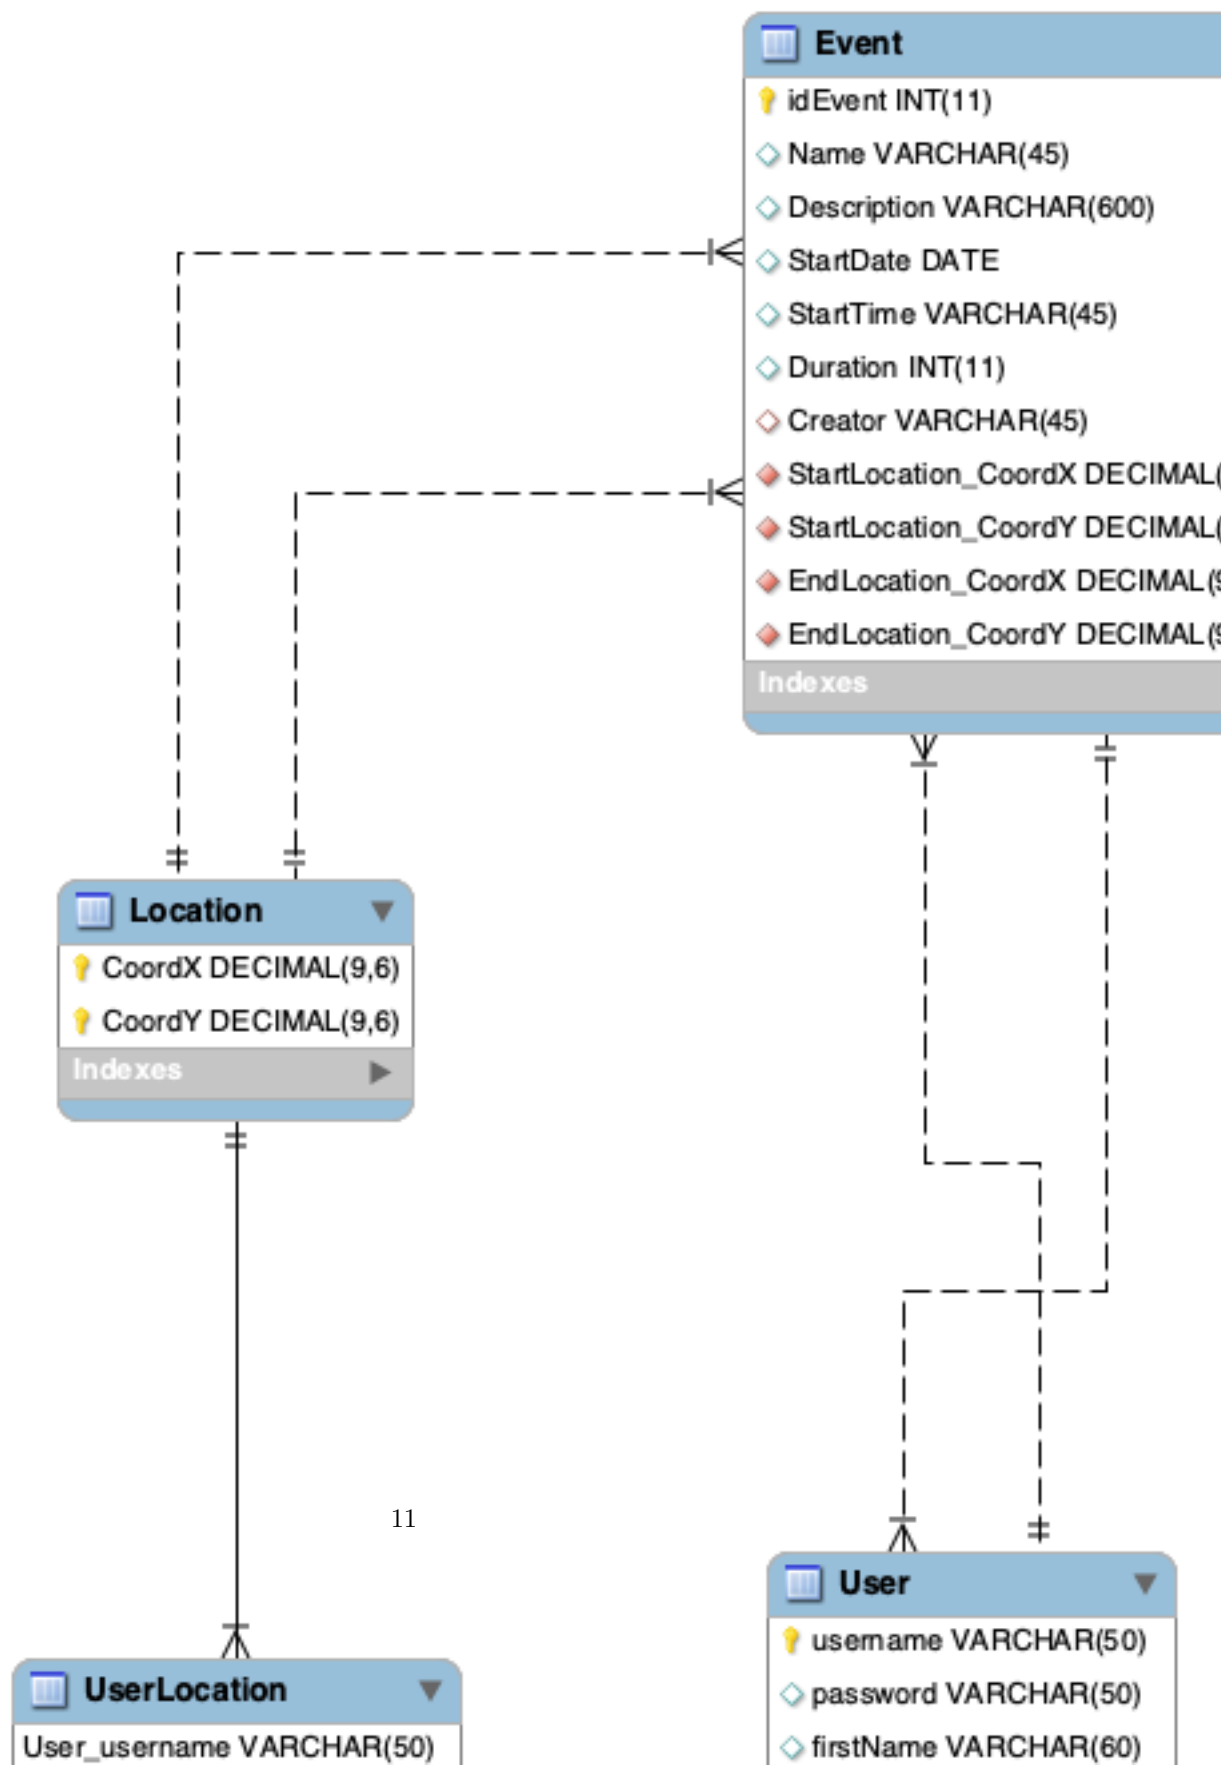 Event
idEvent INT(11)
Name VARCHAR(45)
Description VARCHAR(600)
StartDate DATE
StartTime VARCHAR(45)
Duration INT(11)
Creator VARCHAR(45)
StartLocation_CoordX DECIMAL(
StartLocation_CoordY DECIMAL(
EndLocation_CoordX DECIMAL(9
EndLocation_CoordY DECIMAL(9
Indexes
Location
CoordX DECIMAL(9,6)
CoordY DECIMAL(9,6)
Indexes
11
User
username VARCHAR(50)
password VARCHAR(50)
firstName VARCHAR(60)
UserLocation
User_username VARCHAR(50)